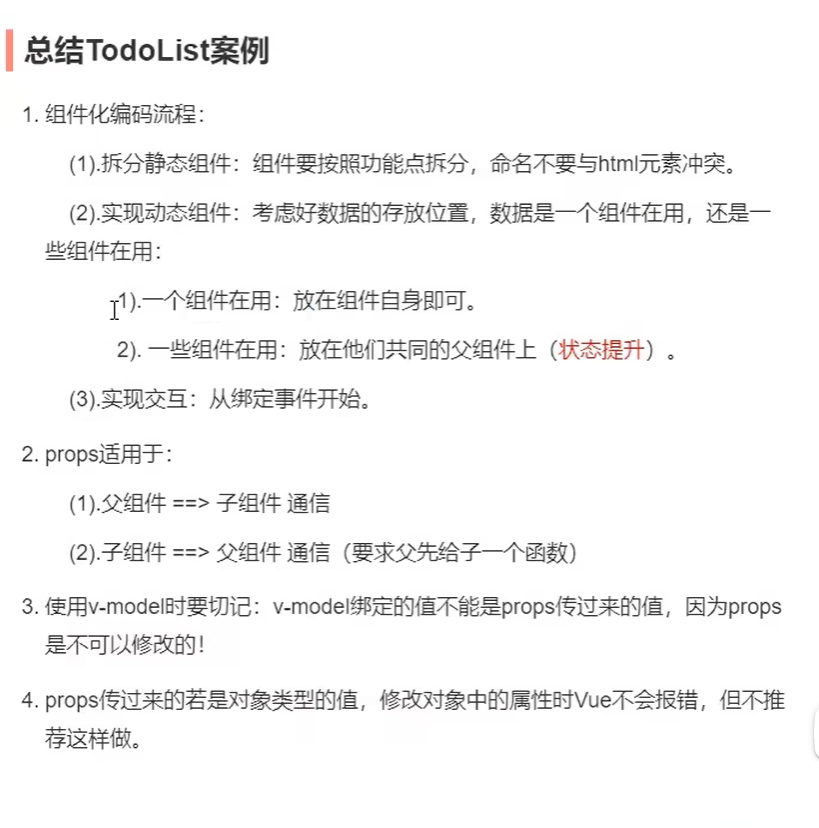 总结TodoList案例
1. 组件化编码流程：
(1).拆分静态组件：组件要按照功能点拆分，命名不要与html元素冲突。
(2).实现动态组件：考虑好数据的存放位置，数据是一个组件在用，还是一
些组件在用：
1).一个组件在用：放在组件自身即可。
2). 一些组件在用：放在他们共同的父组件上（状态提升）。
(3).实现交互：从绑定事件开始。
2. props适用于：
(1).父组件 ==> 子组件 通信
(2).子组件 ==> 父组件 通信（要求父先给子一个函数）
3. 使用v-model时要切记：v-model绑定的值不能是props传过来的值，因为props
是不可以修改的！
4. props传过来的若是对象类型的值，修改对象中的属性时Vue不会报错，但不推
荐这样做。